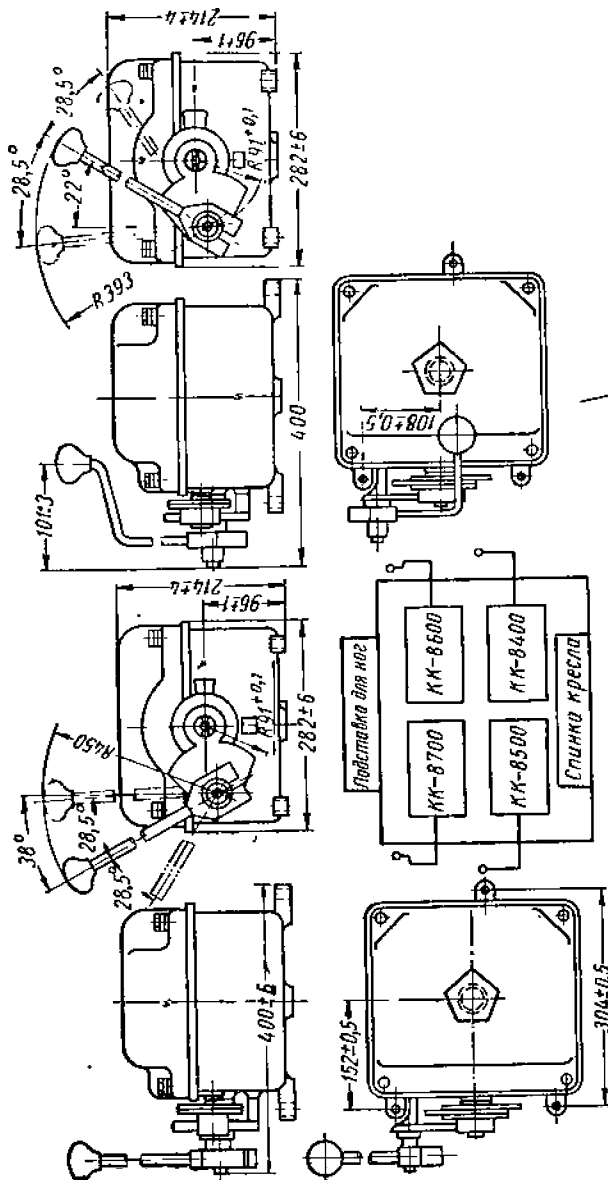 214±4
96±1
28,5°
28,5°
22°
R 393
R41+0,1
282±6
400
101±3
108±0,5
214±4
96±1
R450
R41+0,1
38°
28,5°
28,5°
282±6
400±6
Подставка для ног
КК-8700
КК-8600
КК-8500
КК-8400
Спинка кресла
152±0,5
304±0,5